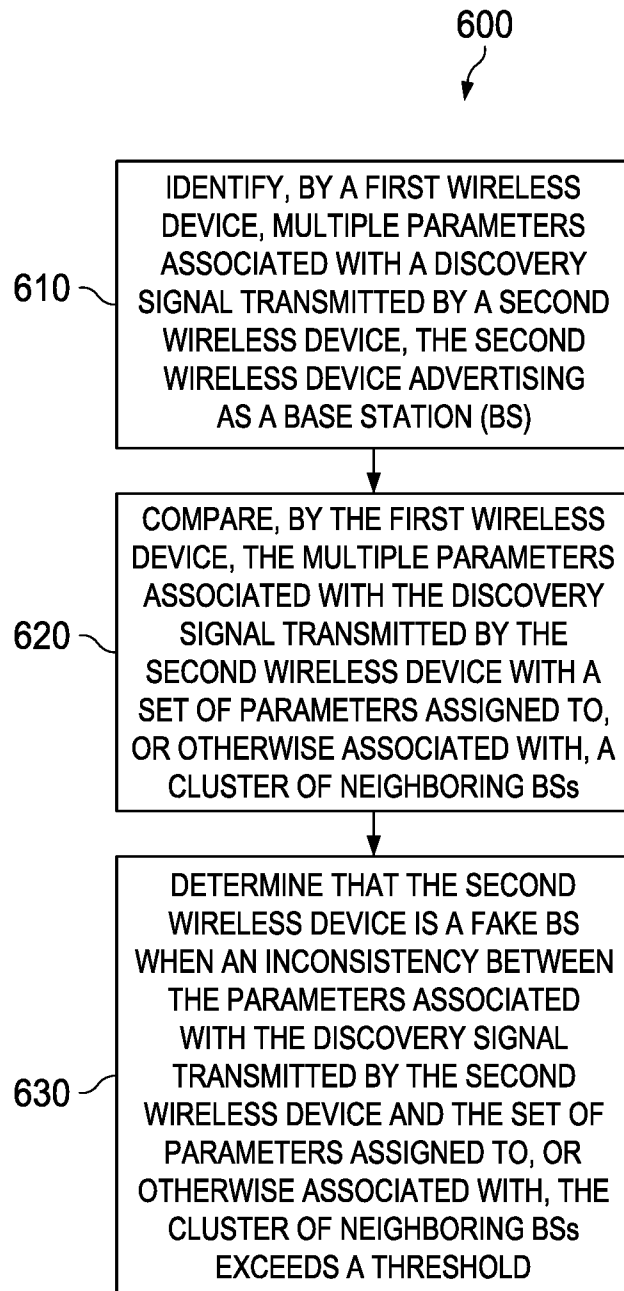 600
610
IDENTIFY, BY A FIRST WIRELESS
DEVICE, MULTIPLE PARAMETERS
ASSOCIATED WITH A DISCOVERY
SIGNAL TRANSMITTED BY A SECOND
WIRELESS DEVICE, THE SECOND
WIRELESS DEVICE ADVERTISING
AS A BASE STATION (BS)
620
COMPARE, BY THE FIRST WIRELESS
DEVICE, THE MULTIPLE PARAMETERS
ASSOCIATED WITH THE DISCOVERY
SIGNAL TRANSMITTED BY THE
SECOND WIRELESS DEVICE WITH A
SET OF PARAMETERS ASSIGNED TO,
OR OTHERWISE ASSOCIATED WITH, A
CLUSTER OF NEIGHBORING BSs
630
DETERMINE THAT THE SECOND
WIRELESS DEVICE IS A FAKE BS
WHEN AN INCONSISTENCY BETWEEN
THE PARAMETERS ASSOCIATED
WITH THE DISCOVERY SIGNAL
TRANSMITTED BY THE SECOND
WIRELESS DEVICE AND THE SET OF
PARAMETERS ASSIGNED TO, OR
OTHERWISE ASSOCIATED WITH, THE
CLUSTER OF NEIGHBORING BSs
EXCEEDS A THRESHOLD